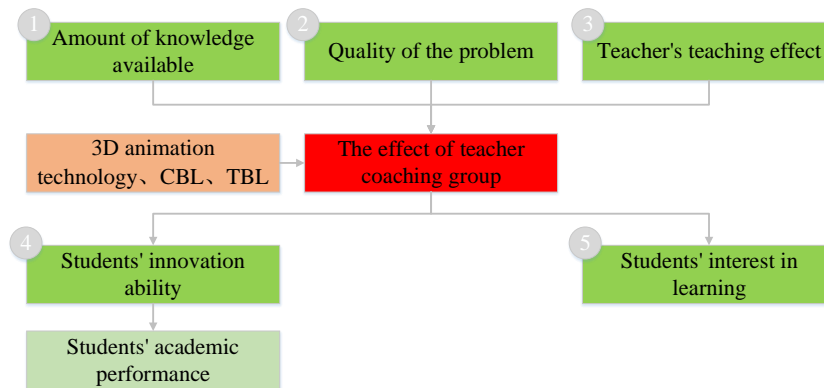 1
Amount of knowledge
available
2
Quality of the problem
3
Teacher's teaching effect
3D animation
technology、CBL、TBL
The effect of teacher
coaching group
4
Students' innovation
ability
5
Students' interest in
learning
Students' academic
performance